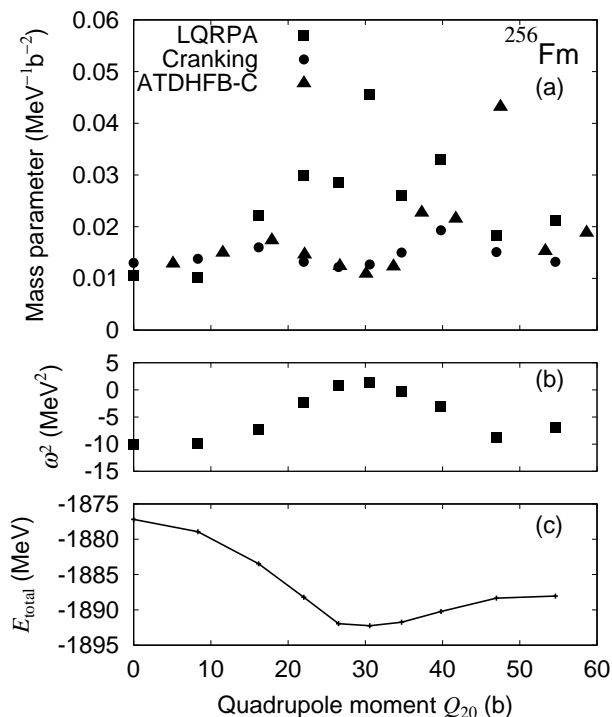 0.06
0.05
0.04
0.03
0.02
0.01
0
Mass parameter (MeV⁻¹b⁻²)
LQRPA
Cranking
ATDHFB-C
²⁵⁶Fm
(a)
5
0
-5
-10
-15
ω² (MeV²)
(b)
-1875
-1880
-1885
-1890
-1895
E_total (MeV)
(c)
0 10 20 30 40 50 60
Quadrupole moment Q₂₀ (b)